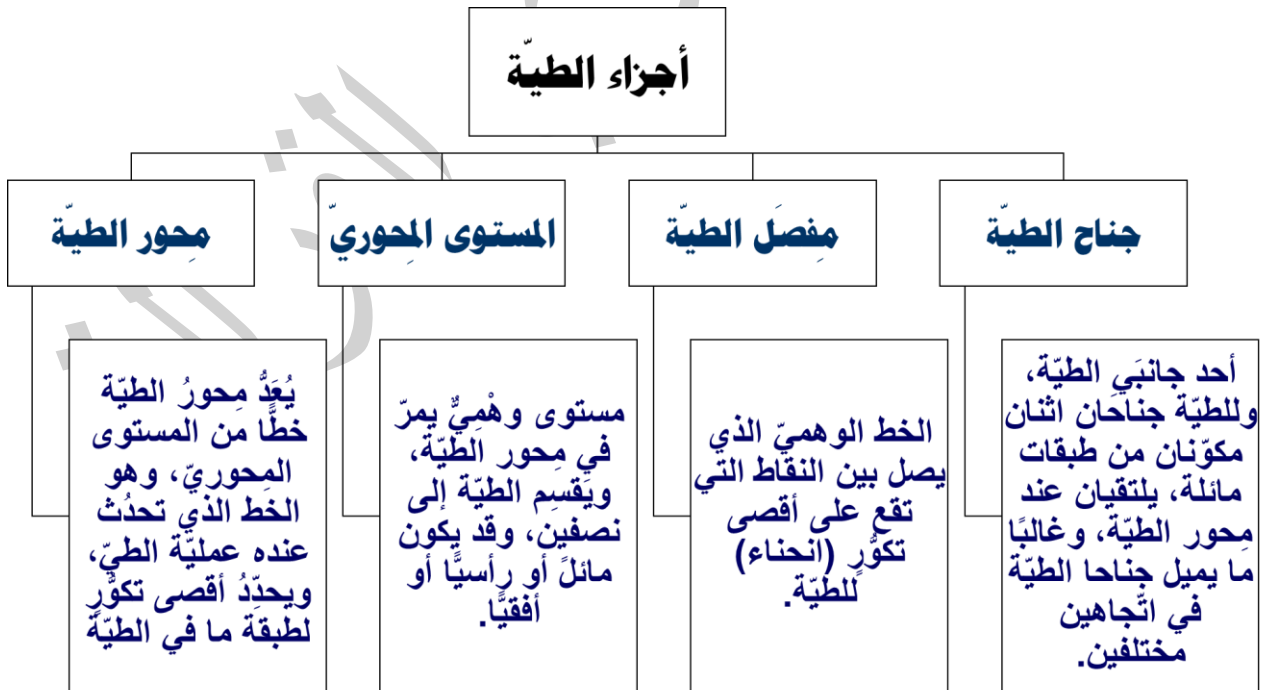 أجزاء الطيّة
جناح الطيّة
مِفصَل الطيّة
المستوى المِحوريّ
مِحور الطيّة
أحد جانبَيِ الطيّة،
وللطيّة جناحان اثنان
مكوّنان من طبقات
مائلة، يلتقيان عند
مِحور الطيّة، وغالبًا
ما يميل جناحا الطيّة
في اتّجاهين
مختلفين.
الخط الوهميّ الذي
يصل بين النقاط التي
تقع على أقصى
تكوُّرٍ (انحناء)
للطيّة.
مستوى وهْمِيٌّ يمرّ
في مِحور الطيّة،
ويَقسِم الطيّة إلى
نصفين، وقد يكون
مائلً أو رأسيًّا أو
أفقيًّا.
يُعَدُّ مِحورُ الطيّة
خطًّا من المستوى
المِحوريّ، وهو
الخط الذي تحدُث
عنده عمليّة الطيّ،
ويحدِّدُ أقصى تكوُّرٍ
لطبقة ما في الطيّة